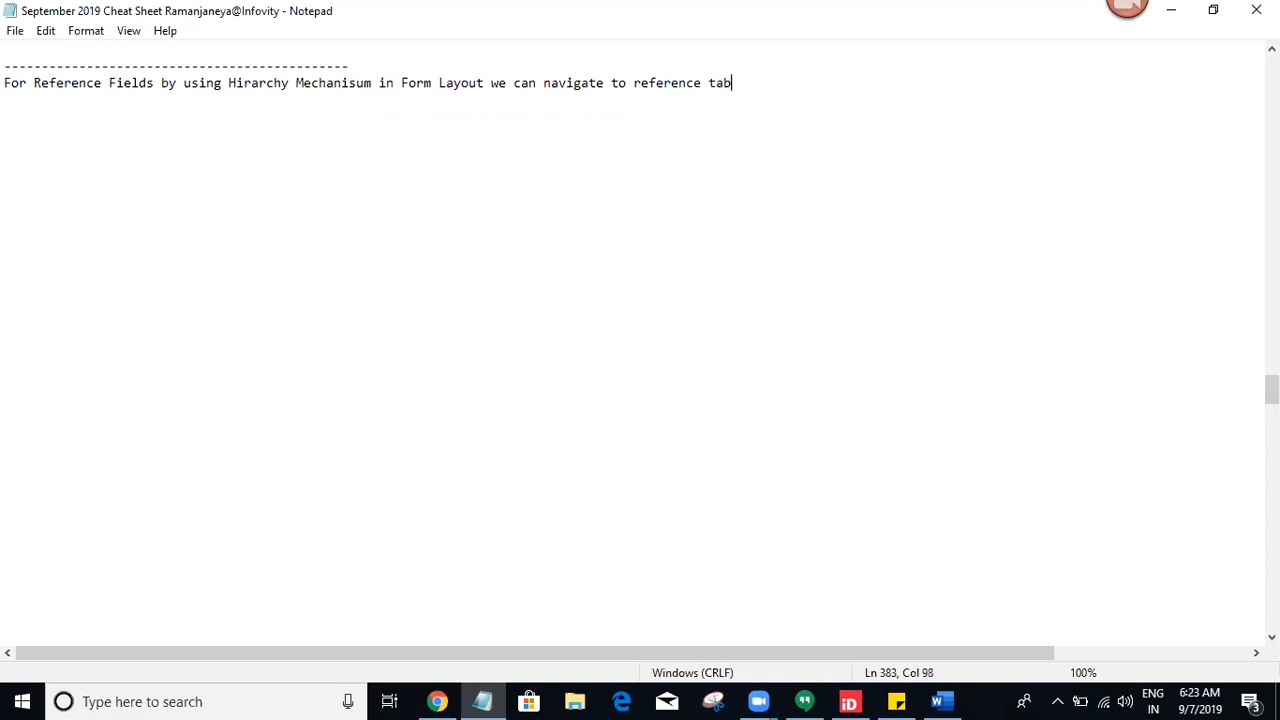 September 2019 Cheat Sheet Ramanjaneya@Infovity - Notepad
File Edit Format View Help
----------------------------------------------
For Reference Fields by using Hirarchy Mechanisum in Form Layout we can navigate to reference tab
Windows (CRLF) Ln 383, Col 98 100%
Type here to search
iD
W
ENG
IN
6:23 AM
9/7/2019
3